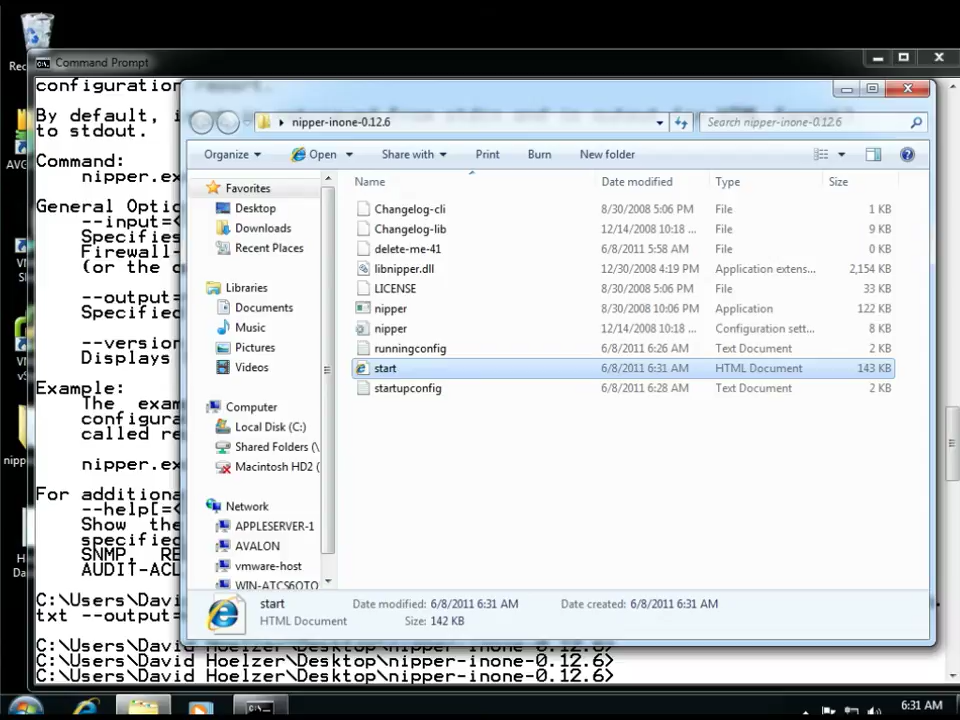 Rec
Command Prompt
configuration report.
By default, i
to stdout.
nipper-inone-0.12.6
Search nipper-inone-0.12.6
Organize
Open
Share with
Print
Burn
New folder
Command:
nipper.ex
Name
Date modified
Type
Size
Favorites
Desktop
Downloads
Recent Places
Libraries
Documents
Music
Pictures
Videos
Computer
Local Disk (C:)
Shared Folders (\
Macintosh HD2 (
Network
APPLESERVER-1
AVALON
vmware-host
WIN-ATCS6OTO
Changelog-cli 8/30/2008 5:06 PM File 1 KB
Changelog-lib 12/14/2008 10:18 ... File 9 KB
delete-me-41 6/8/2011 5:58 AM File 0 KB
libnipper.dll 12/30/2008 4:19 PM Application extens... 2,154 KB
LICENSE 8/30/2008 5:06 PM File 33 KB
nipper 8/30/2008 10:06 PM Application 122 KB
nipper 12/14/2008 10:18 ... Configuration sett... 8 KB
runningconfig 6/8/2011 6:26 AM Text Document 2 KB
start 6/8/2011 6:31 AM HTML Document 143 KB
startupconfig 6/8/2011 6:28 AM Text Document 2 KB
General Optio
--input=<
Specifies
Firewall-
(or the c
--output=
Specified
--version
Displays
Example:
The exam
configura
called re
nipper.ex
For additiona
--help[=<
Show the
specified
SNMP, RE
AUDIT-ACL
start
HTML Document
Date modified: 6/8/2011 6:31 AM
Size: 142 KB
Date created: 6/8/2011 6:31 AM
C:\Users\Davi
txt --output=
C:\Users\David Hoelzer\Desktop\nipper-inone-0.12.6>
C:\Users\David Hoelzer\Desktop\nipper-inone-0.12.6>
C:\Users\David Hoelzer\Desktop\nipper-inone-0.12.6>
6:31 AM